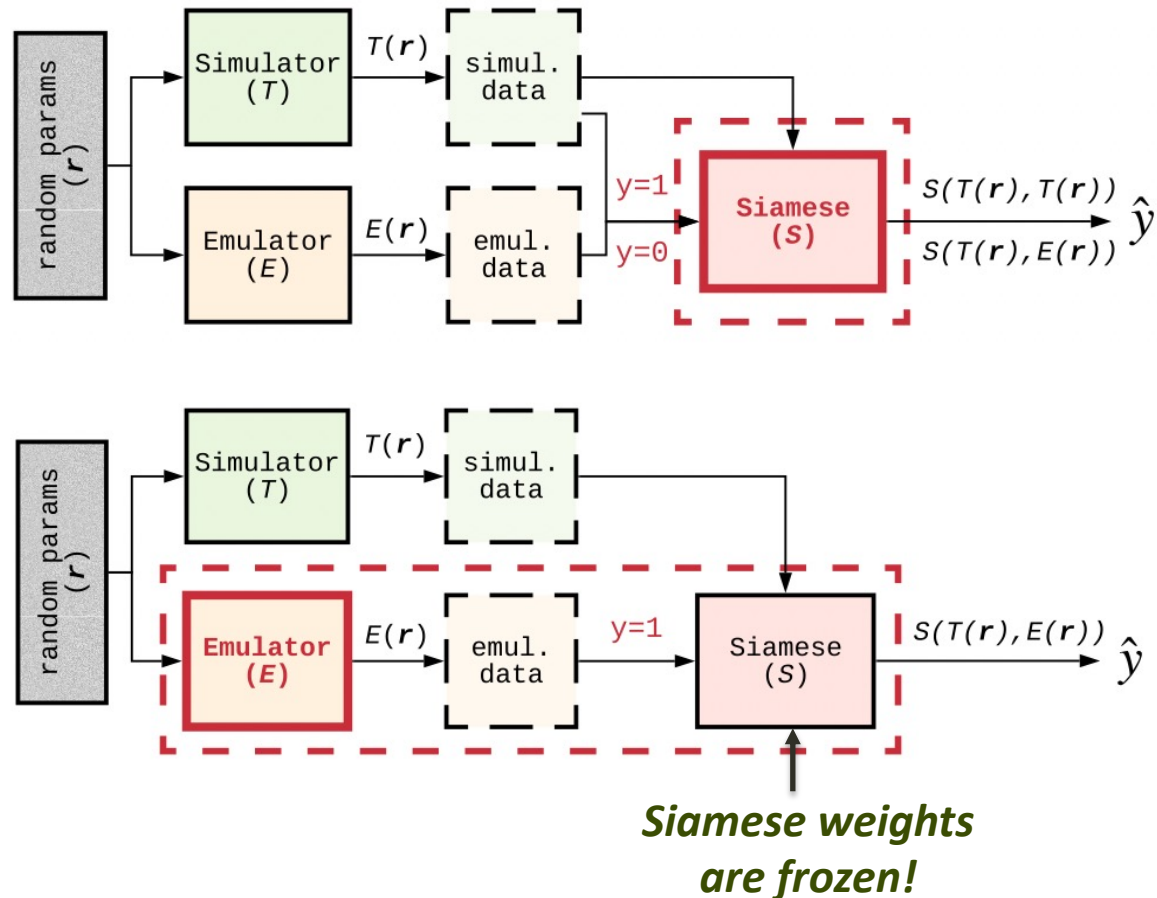 random params
(r)
Simulator
(T)
T(r)
simul.
data
Emulator
(E)
E(r)
emul.
data
y=1
y=0
Siamese
(S)
S(T(r),T(r))
S(T(r),E(r))
ŷ
random params
(r)
Simulator
(T)
T(r)
simul.
data
Emulator
(E)
E(r)
emul.
data
y=1
Siamese
(S)
S(T(r),E(r))
ŷ
Siamese weights
are frozen!